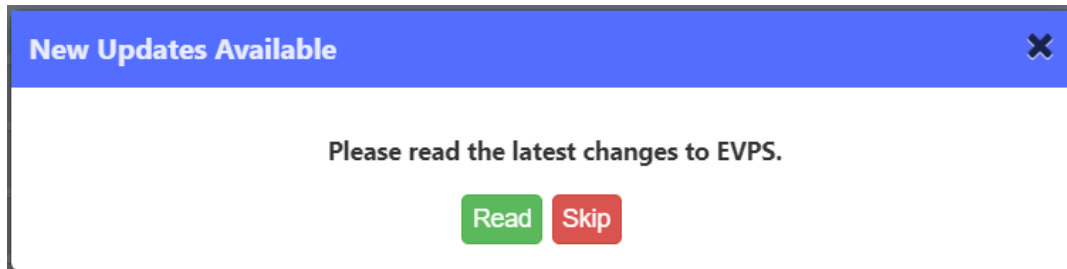 New Updates Available
Please read the latest changes to EVPS.
Read Skip